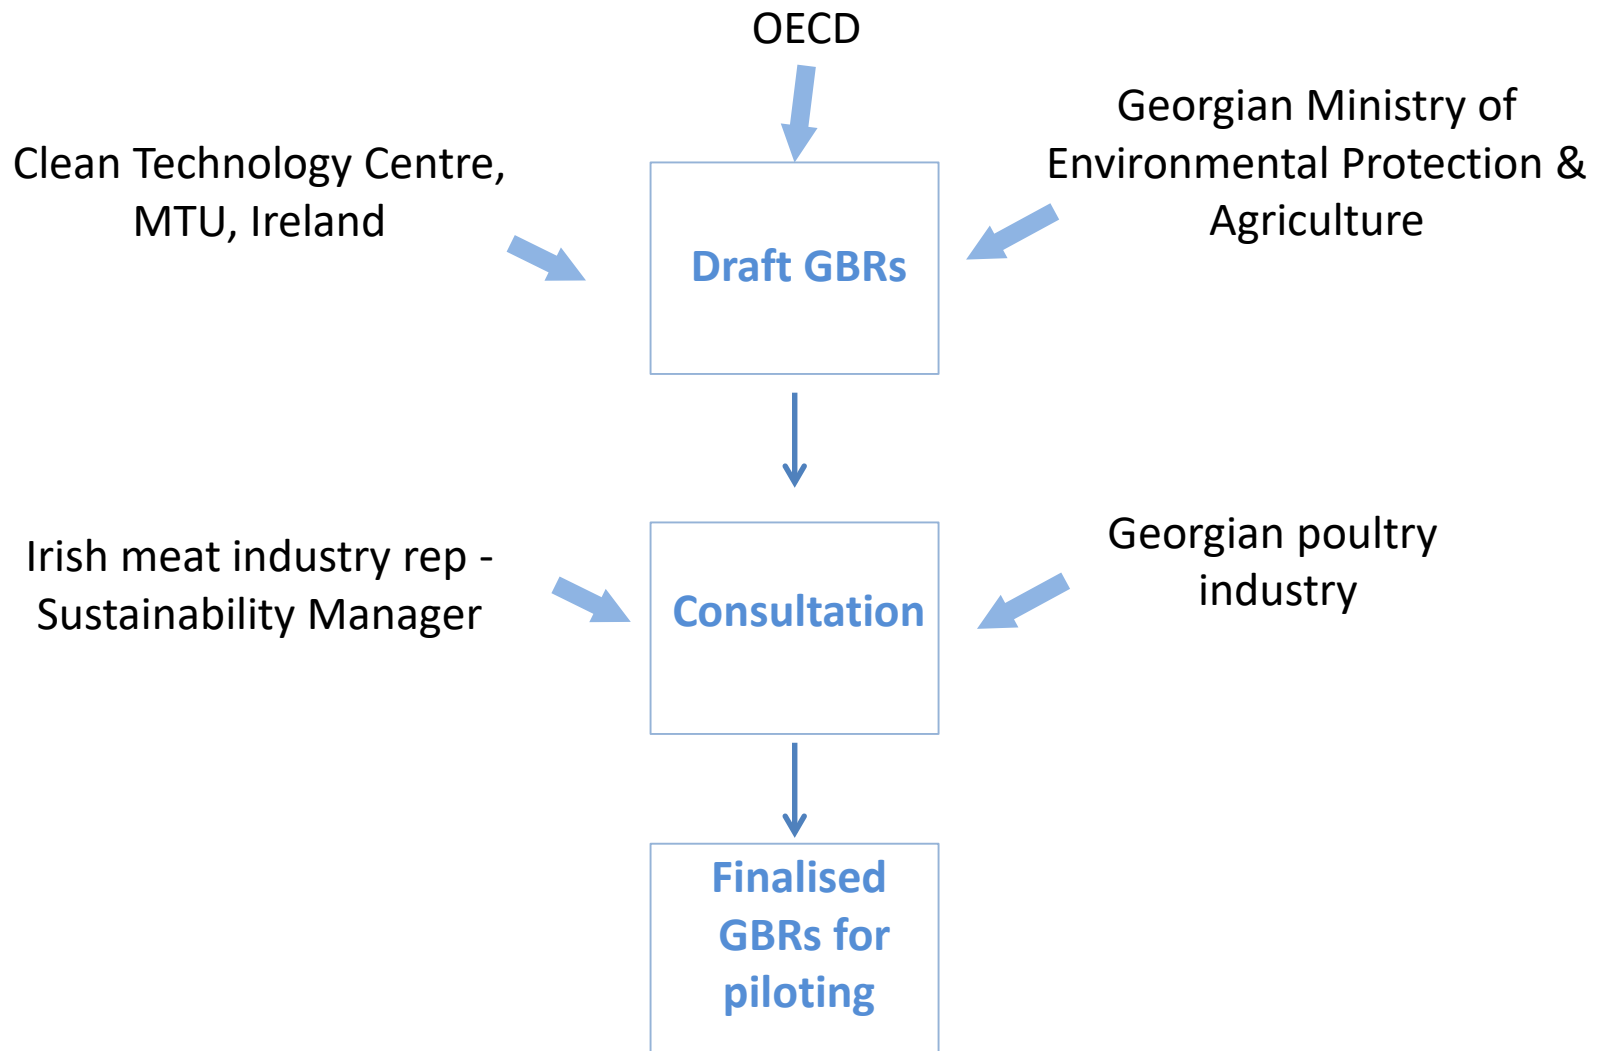 OECD
Clean Technology Centre,
MTU, Ireland
Georgian Ministry of
Environmental Protection &
Agriculture
Draft GBRs
Irish meat industry rep -
Sustainability Manager
Georgian poultry
industry
Consultation
Finalised
GBRs for
piloting